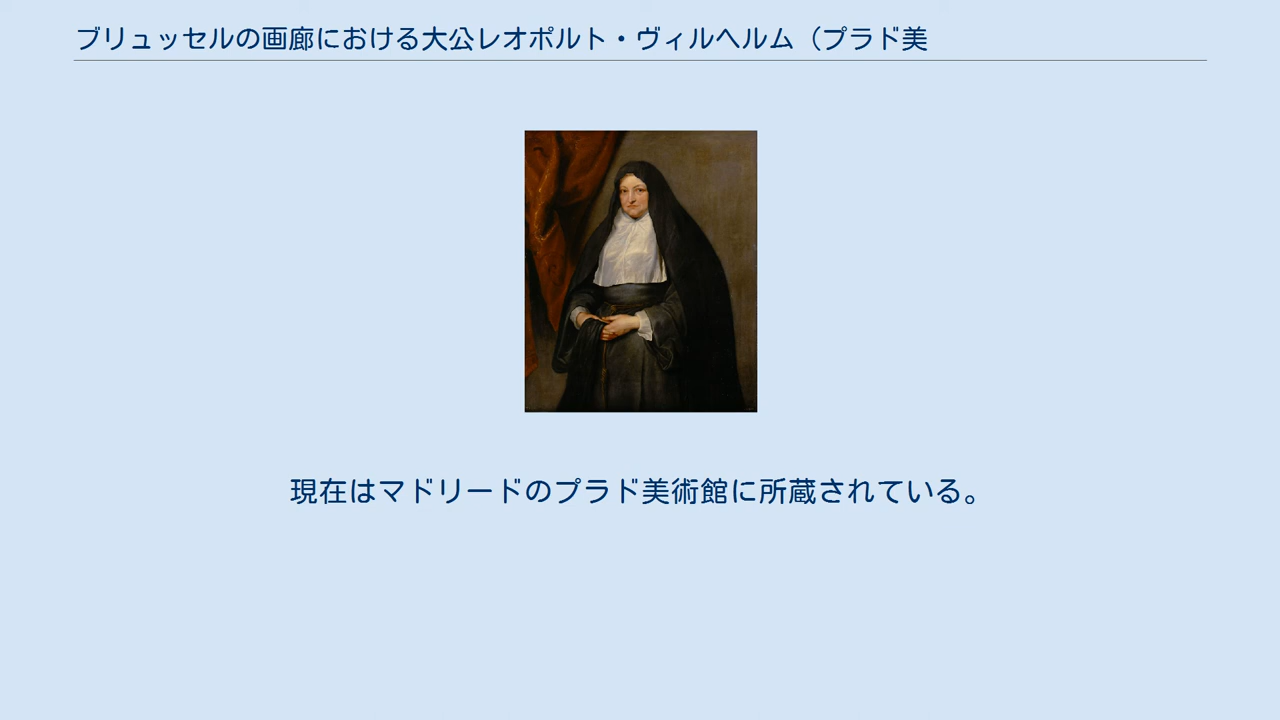 ブリュッセルの画廊における大公レオポルト・ヴィルヘルム（プラド美
現在はマドリードのプラド美術館に所蔵されている。